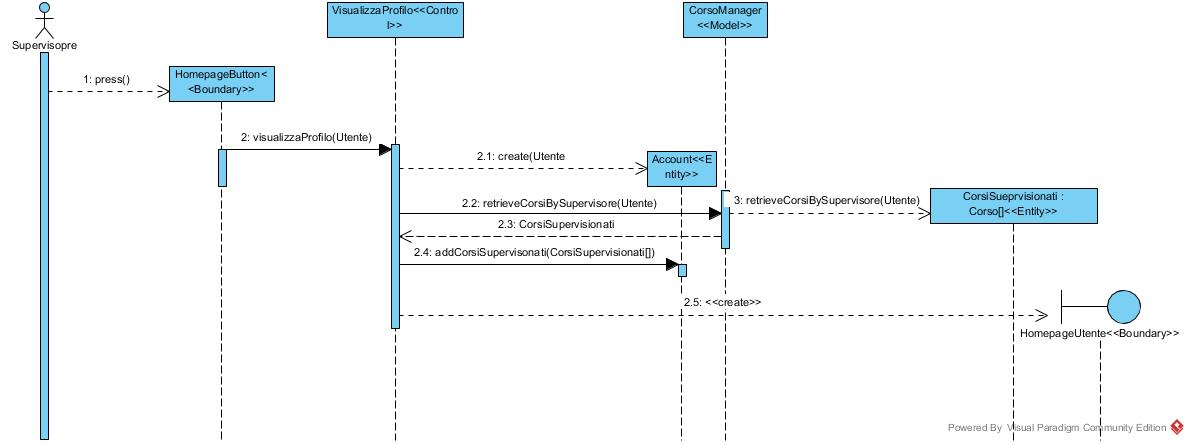 VisualizzaProfilo<<Contro
l>>
CorsoManager
<<Model>>
Supervisopre
1: press()
HomepageButton<
<Boundary>>
2: visualizzaProfilo(Utente)
2.1: create(Utente
Account<<E
ntity>>
2.2: retrieveCorsiBySupervisore(Utente)
3: retrieveCorsiBySupervisore(Utente)
CorsiSueprvisionati :
Corso[]<<Entity>>
2.3: CorsiSupervisionati
2.4: addCorsiSupervisonati(CorsiSupervisionati[])
2.5: <<create>>
HomepageUtente<<Boundary>>
Powered By Visual Paradigm Community Edition